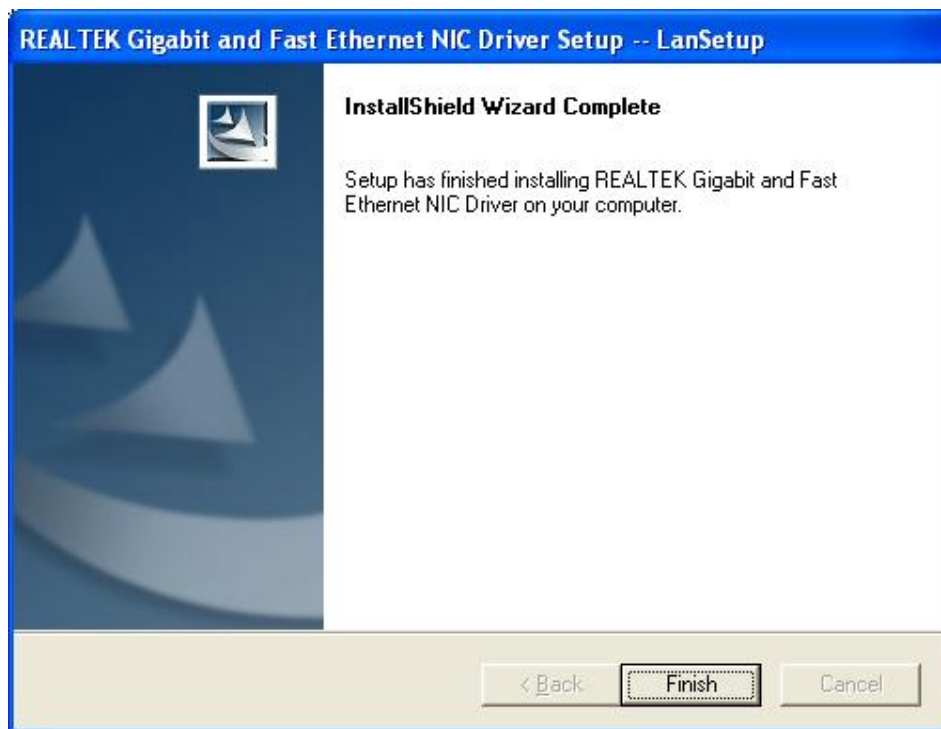 REALTEK Gigabit and Fast Ethernet NIC Driver Setup -- LanSetup
InstallShield Wizard Complete
Setup has finished installing REALTEK Gigabit and Fast
Ethernet NIC Driver on your computer.
< Back
Finish
Cancel